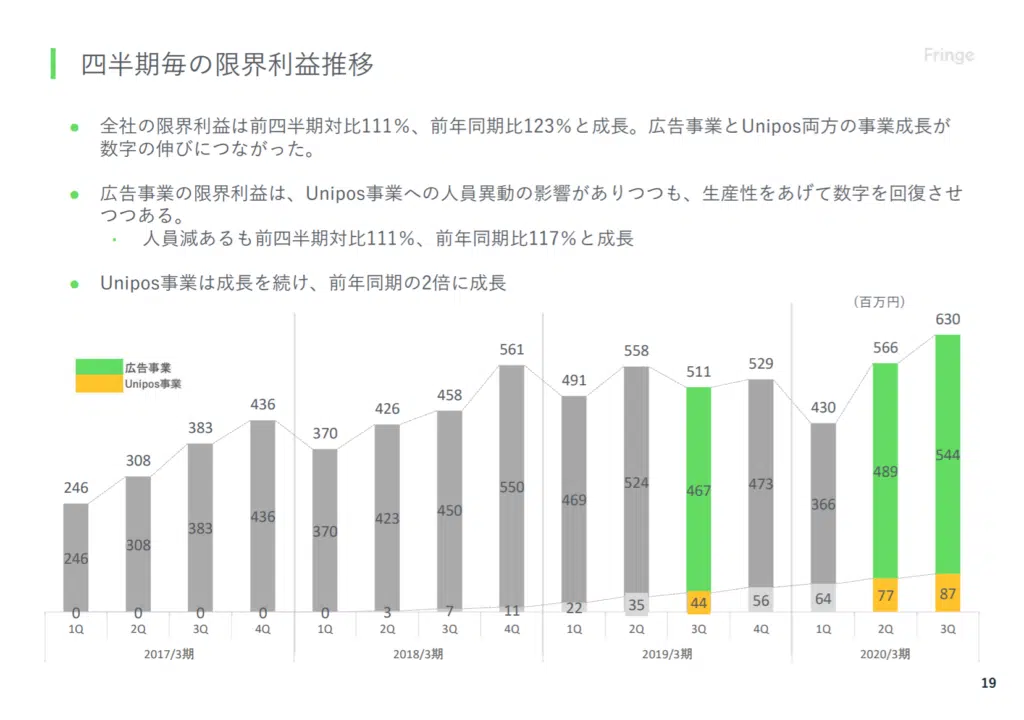 四半期毎の限界利益推移
Fringe
全社の限界利益は前四半期対比111%、前年同期比123%と成長。広告事業とUnipos両方の事業成長が
数字の伸びにつながった。
広告事業の限界利益は、Unipos事業への人員異動の影響がありつつも、生産性をあげて数字を回復させ
つつある。
人員減あるも前四半期対比111%、前年同期比117%と成長
Unipos事業は成長を続け、前年同期の2倍に成長
(百万円)
広告事業
Unipos事業
246 308 383 436 370 426 458 561 491 558 511 529 430 566 630
246 308 383 436 370 423 450 550 469 524 467 473 366 489 544
0 0 0 0 0 3 7 11 22 35 44 56 64 77 87
1Q 2Q 3Q 4Q 1Q 2Q 3Q 4Q 1Q 2Q 3Q 4Q 1Q 2Q 3Q
2017/3期 2018/3期 2019/3期 2020/3期
19